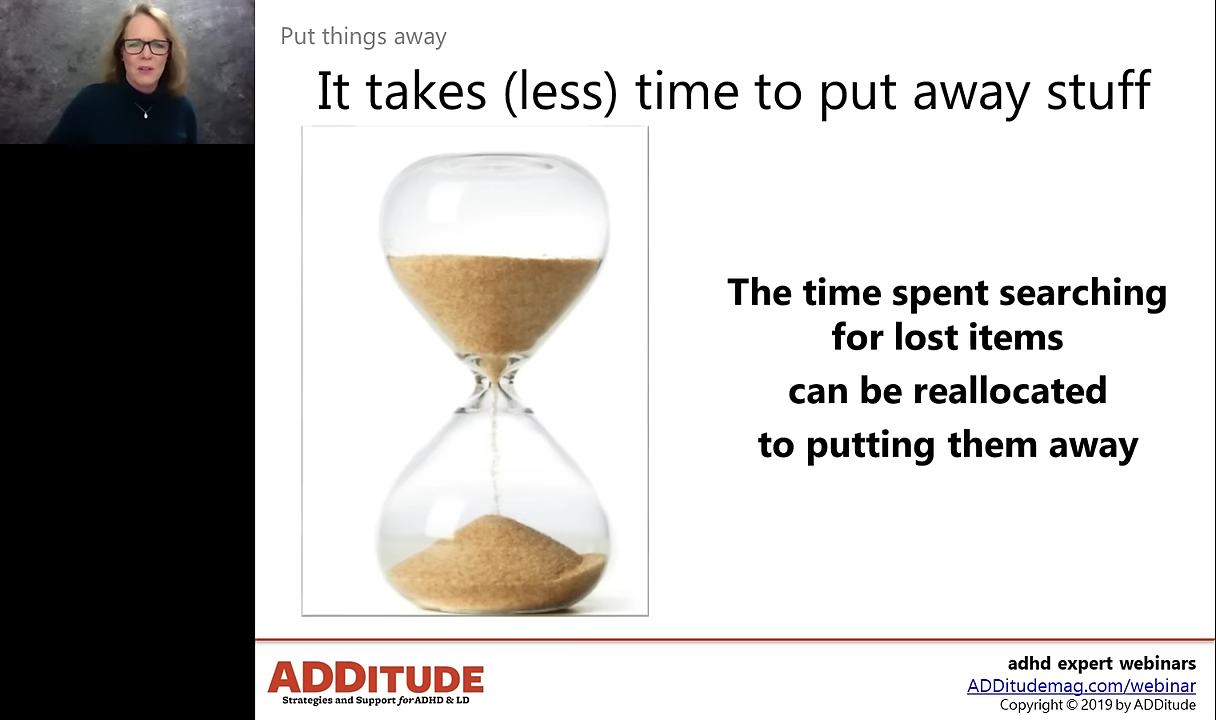 Put things away
It takes (less) time to put away stuff
The time spent searching
for lost items
can be reallocated
to putting them away
ADDITUDE
Strategies and Support for ADHD & LD
adhd expert webinars
ADDitudemag.com/webinar
Copyright © 2019 by ADDitude